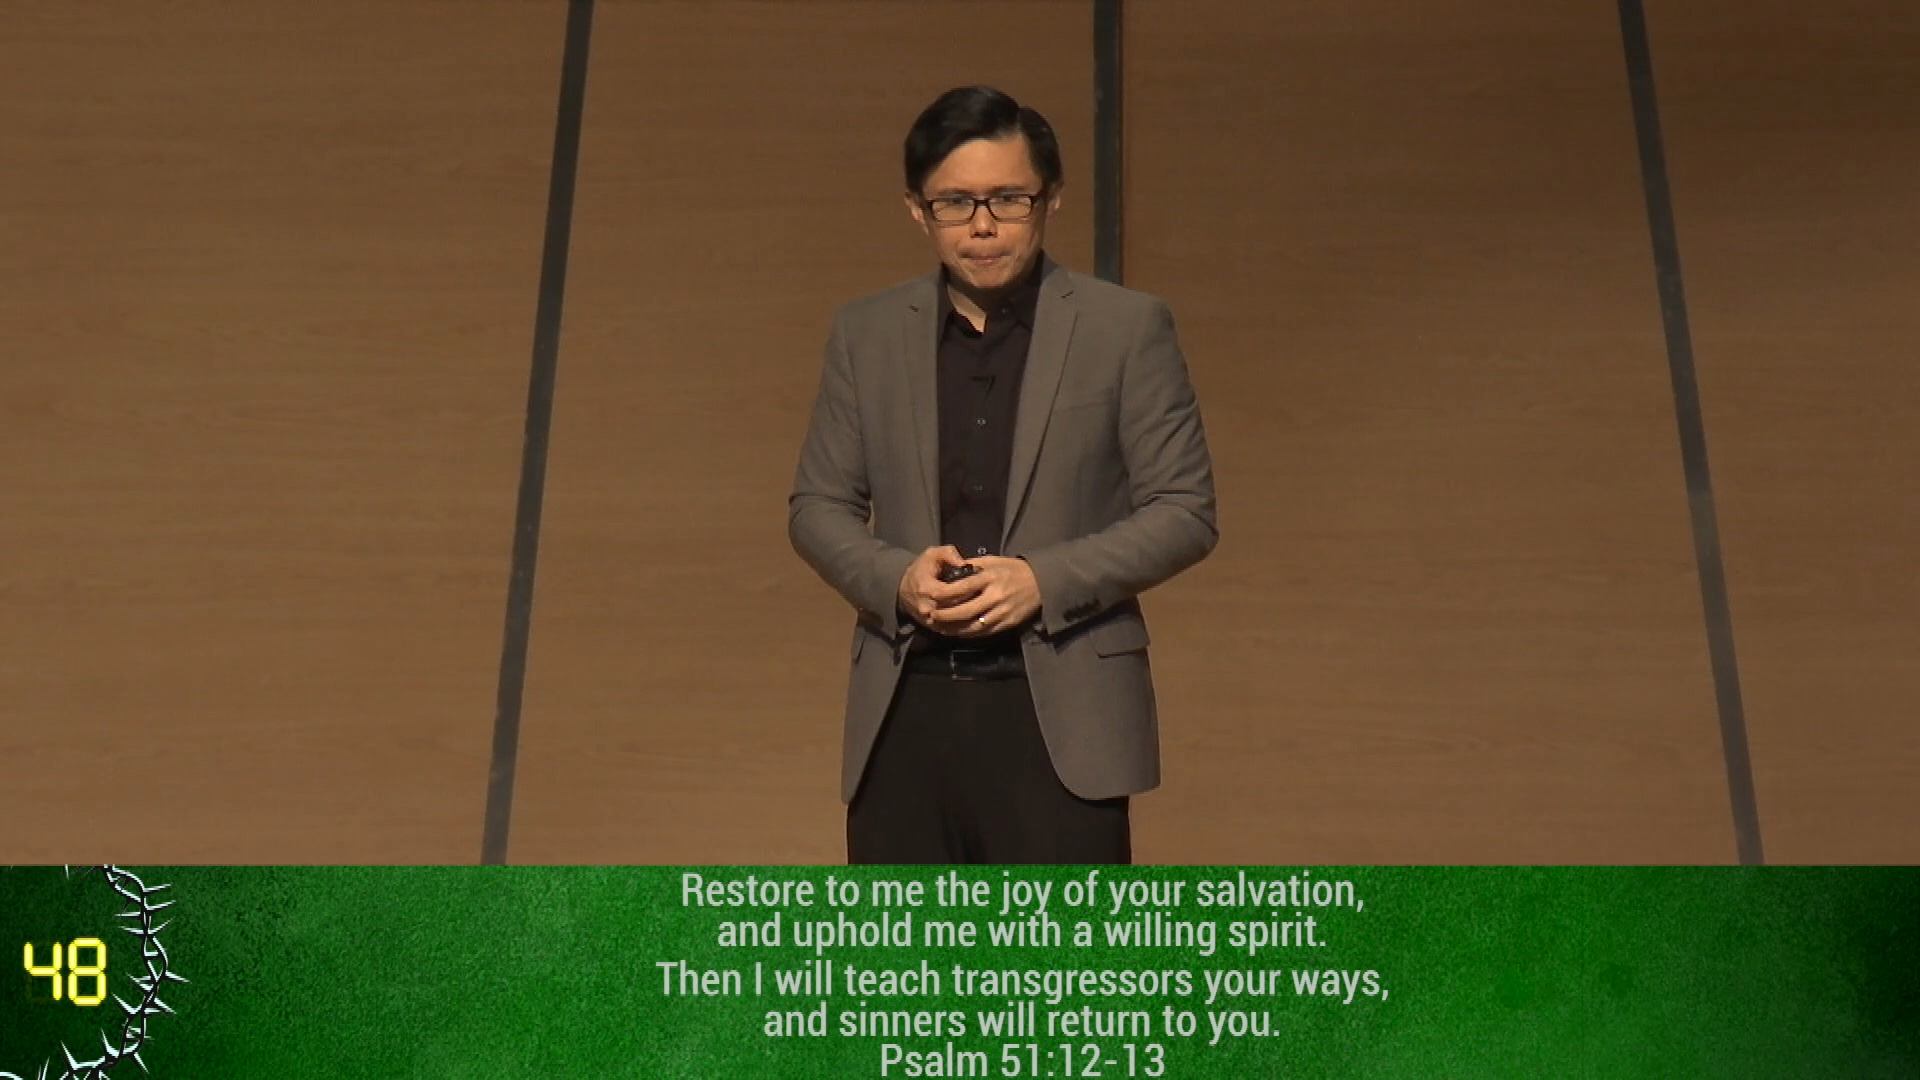 Restore to me the joy of your salvation,
and uphold me with a willing spirit.
Then I will teach transgressors your ways,
and sinners will return to you.
Psalm 51:12-13
48